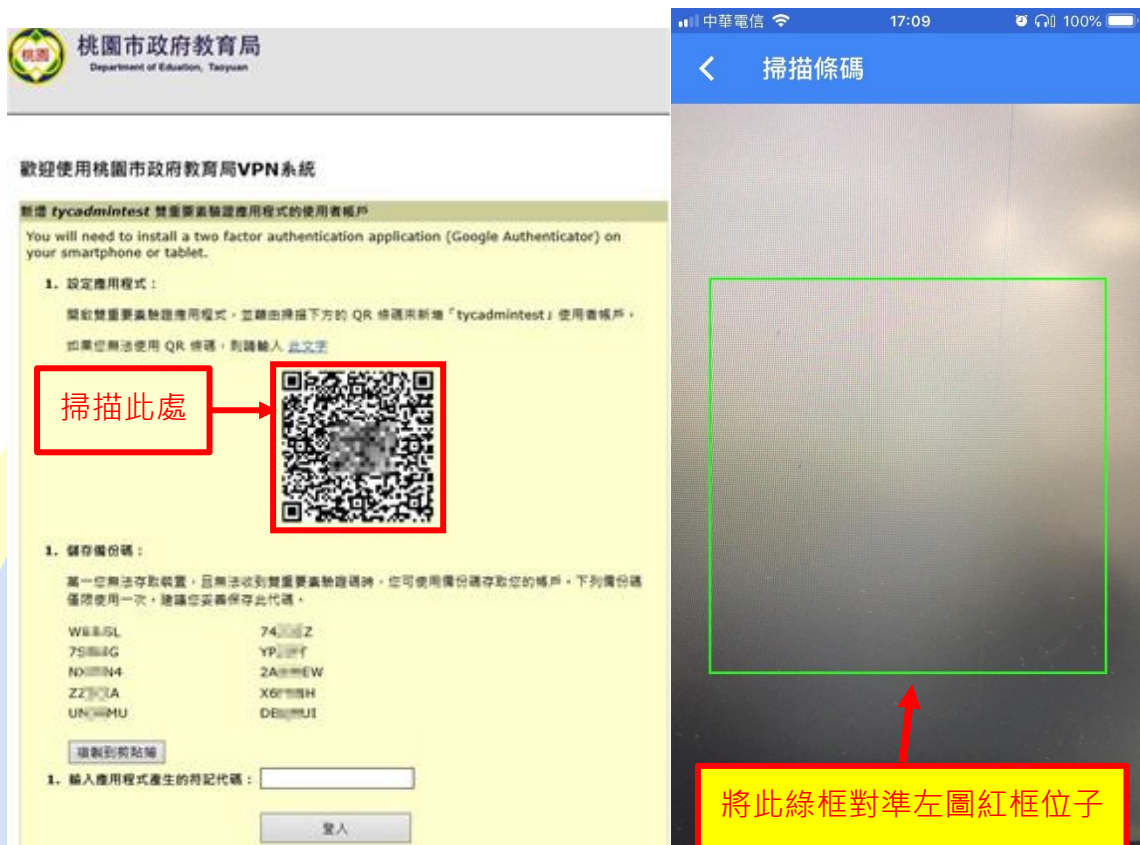 桃園
桃園市政府教育局
Department of Eduation, Taoyuan
歡迎使用桃園市政府教育局VPN系統
新增 tycadmintest 雙重要素驗證應用程式的使用者帳戶
You will need to install a two factor authentication application (Google Authenticator) on
your smartphone or tablet.
1. 設定應用程式：
開啟雙重要素驗證應用程式，並藉由掃描下方的 QR 條碼來新增「tycadmintest」使用者帳戶。
如果您無法使用 QR 條碼，則請輸入 此文字
掃描此處
1. 儲存備份碼：
萬一您無法存取裝置，且無法收到雙重要素驗證碼時，您可使用備份碼存取您的帳戶。下列備份碼
僅限使用一次，建議您妥善保存此代碼。
複製到剪貼簿
1. 輸入應用程式產生的符記代碼：
登入
中華電信
17:09
100%
掃描條碼
將此綠框對準左圖紅框位子